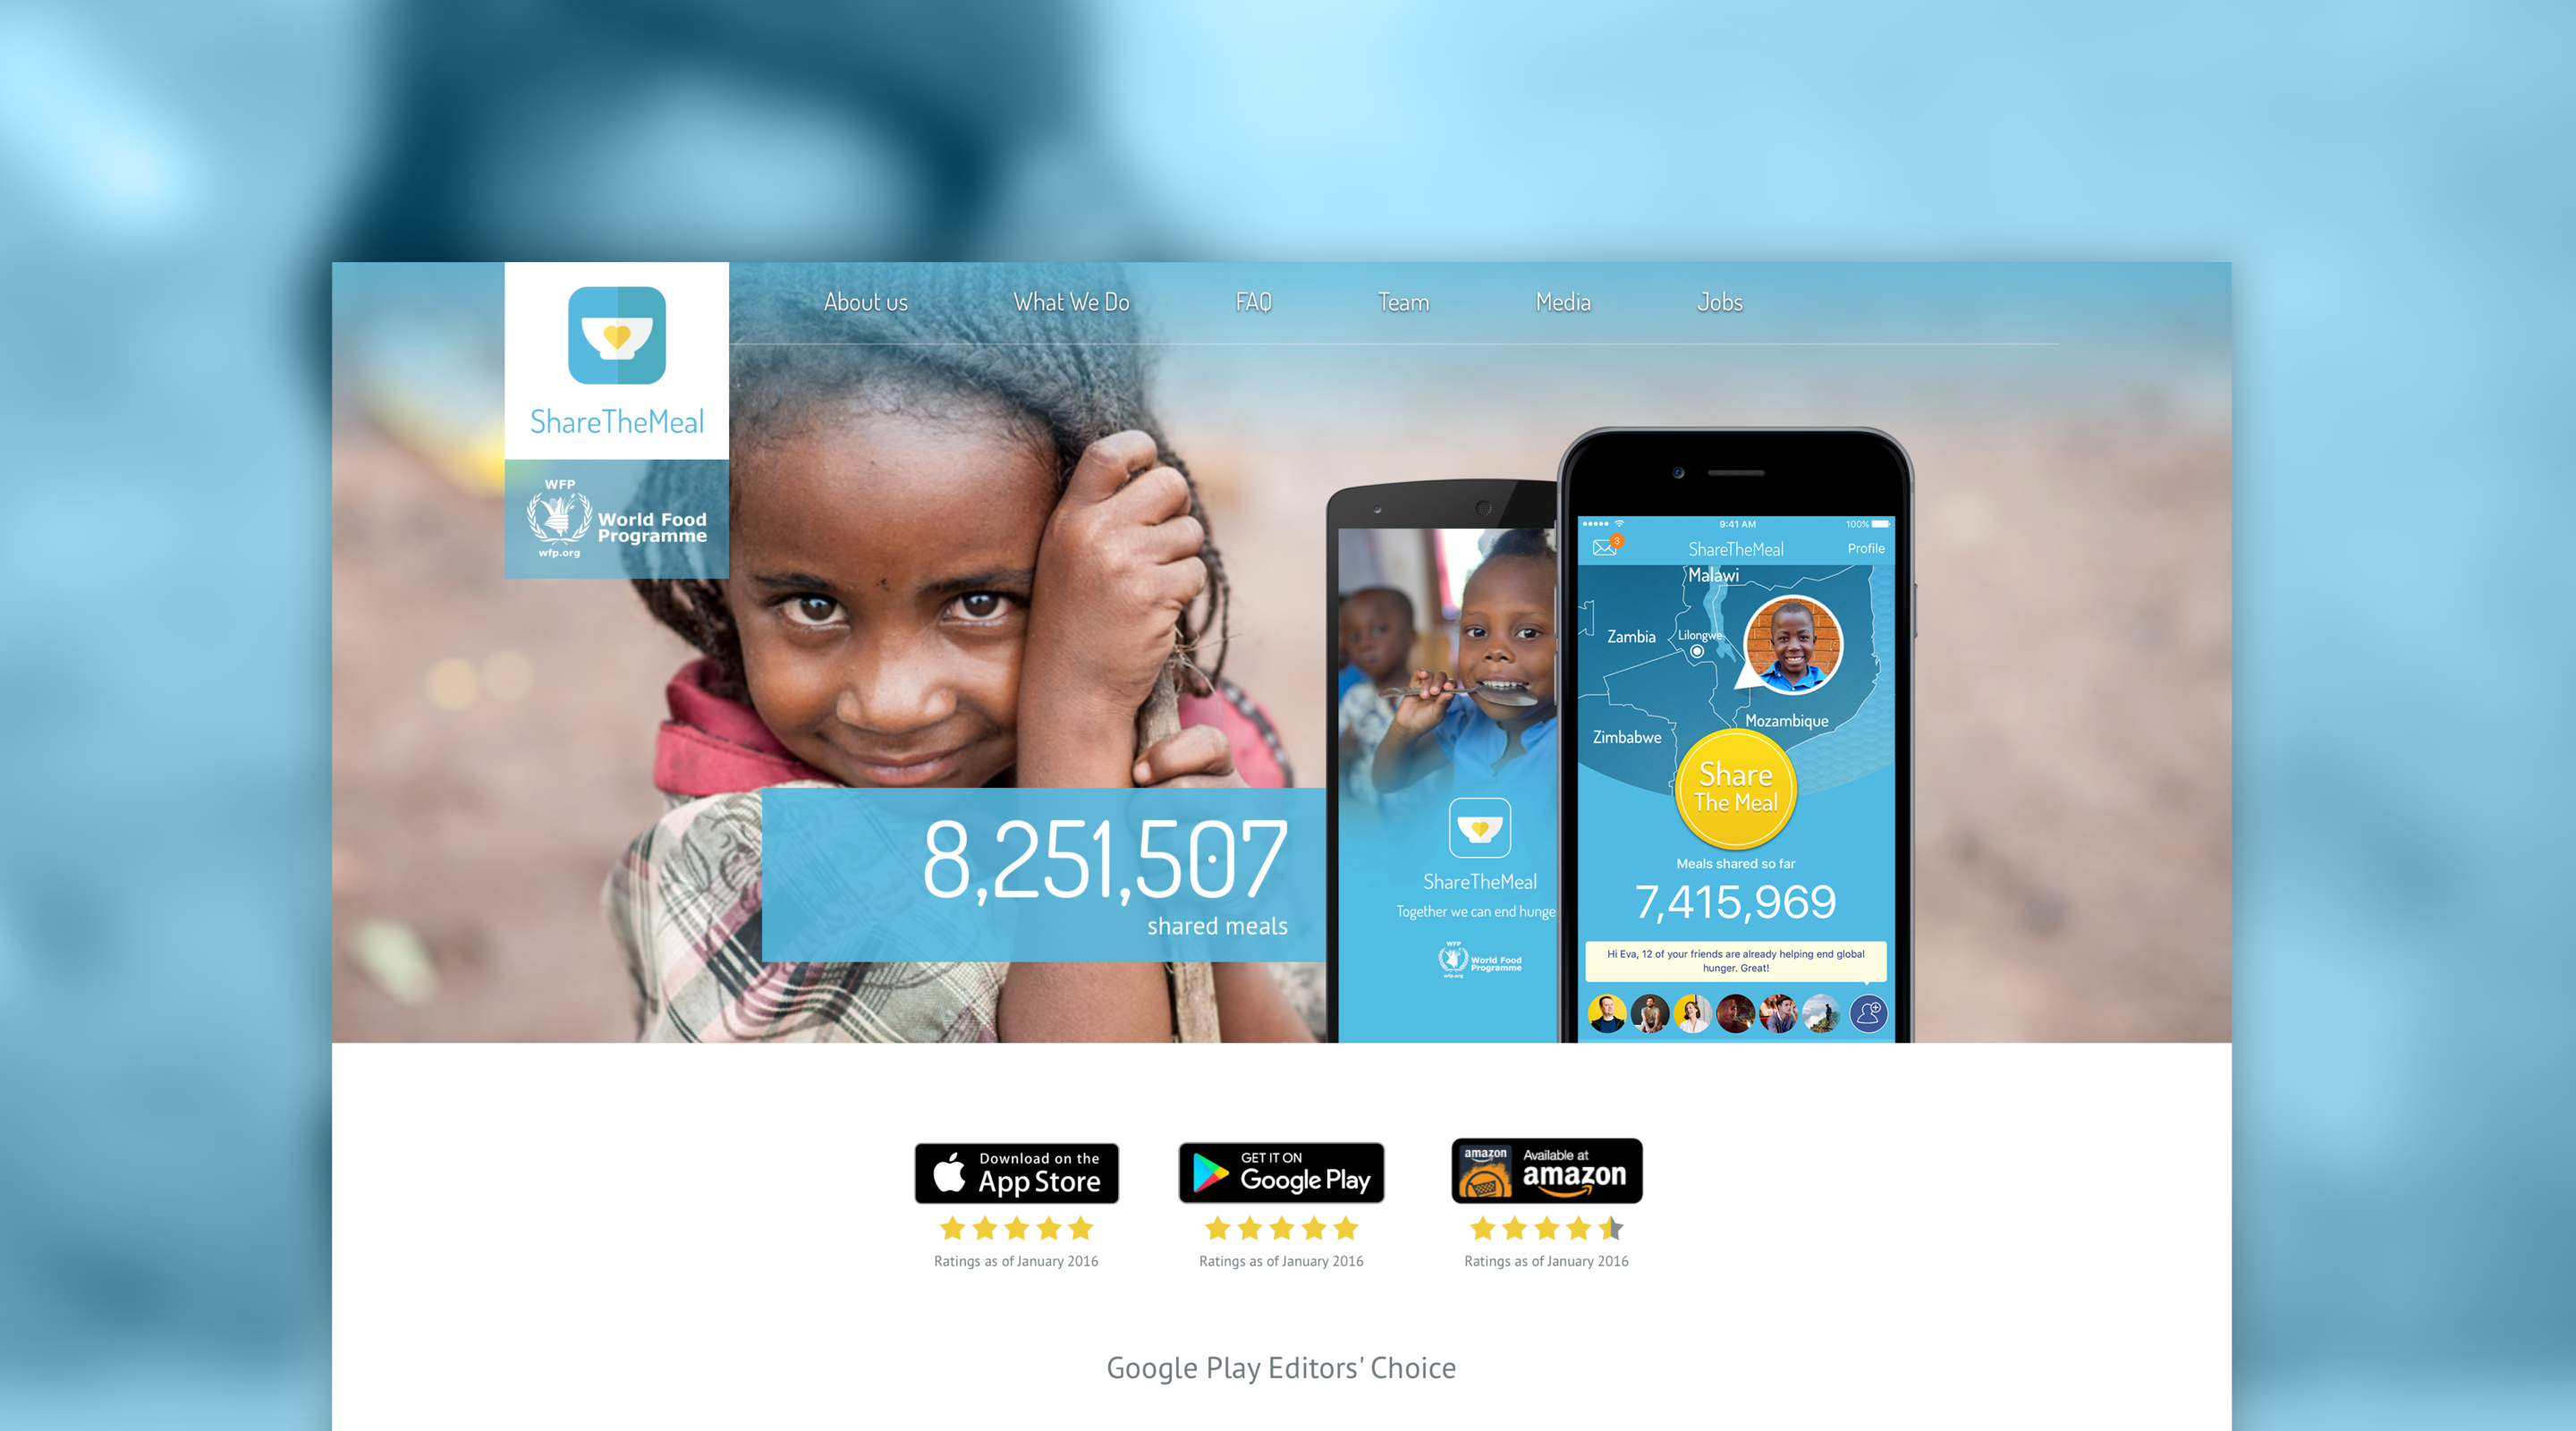 About us
What We Do
FAQ
Team
Media
Jobs
ShareTheMeal
WFP
World Food
Programme
wfp.org
8,251,507
shared meals
ShareTheMeal
Together we can end hunge
WFP
World Food
Programme
wfp.org
9:41 AM
100%
3
ShareTheMeal
Profile
Malawi
Zambia
Lilongwe
Mozambique
Zimbabwe
Share
The Meal
Meals shared so far
7,415,969
Hi Eva, 12 of your friends are already helping end global
hunger. Great!
Download on the
App Store
GET IT ON
Google Play
amazon
Available at
amazon
Ratings as of January 2016
Ratings as of January 2016
Ratings as of January 2016
Google Play Editors' Choice